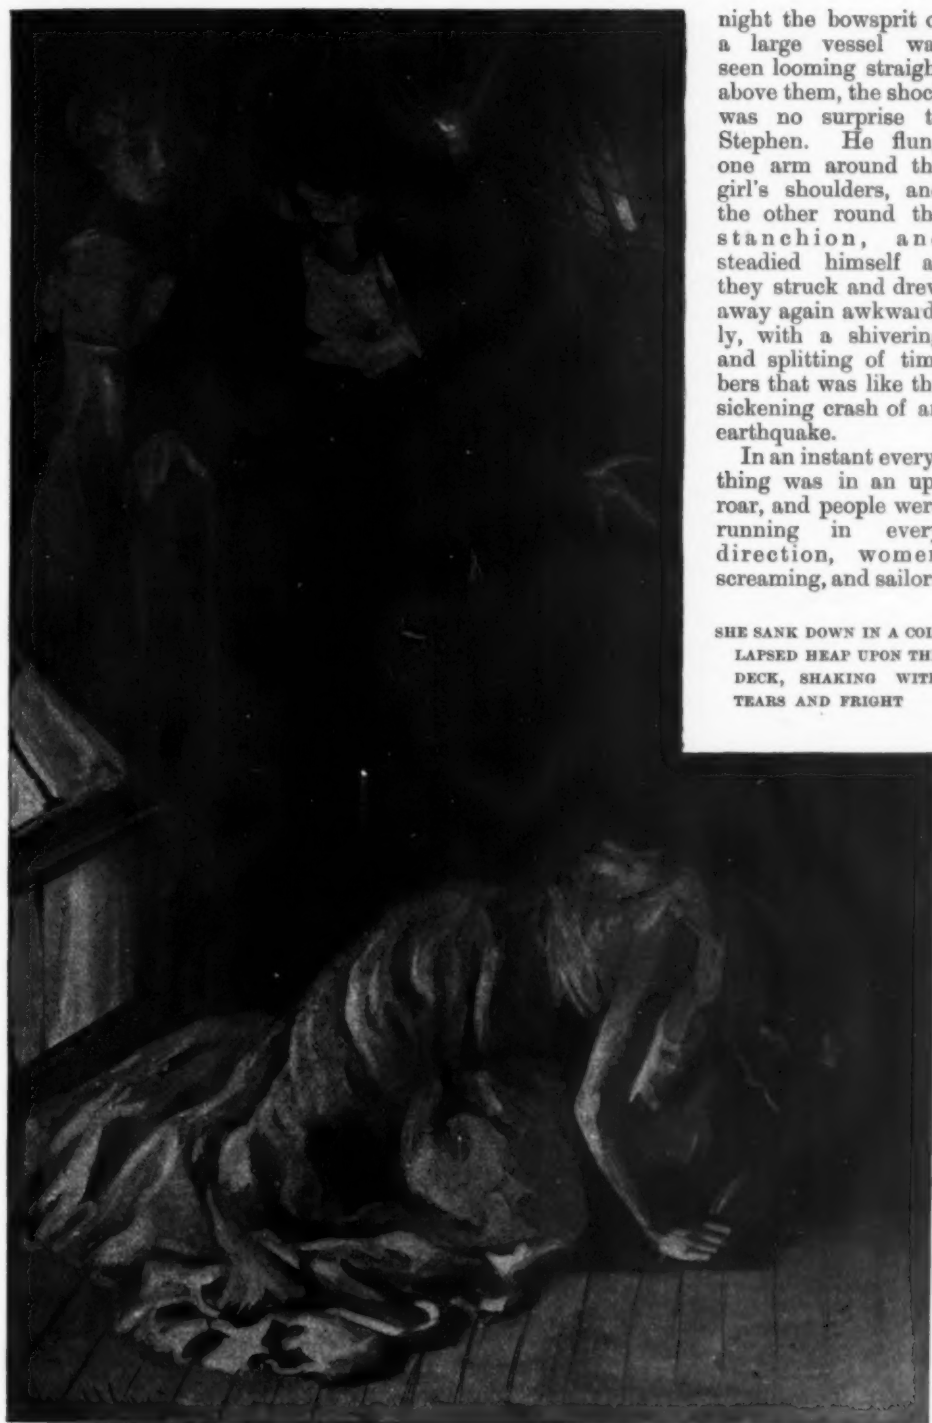 night the bowsprit
a large vessel wa
seen looming straigh
above them, the shoc
was no surprise t
Stephen. He flun
one arm around th
girl's shoulders, an
the other round th
stanchion, an
steadied himself a
they struck and drew
away again awkward
ly, with a shivering
and splitting of tim
bers that was like th
sickening crash of a
earthquake.
In an instant every
thing was in an up
roar, and people wer
running in every
direction, women
screaming, and sailor
SHE SANK DOWN IN A COL
LAPSED HEAP UPON TH
DECK, SHAKING WITH
TEARS AND FRIGHT